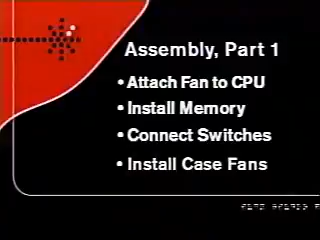 Assembly, Part 1
• Attach Fan to CPU
• Install Memory
• Connect Switches
• Install Case Fans